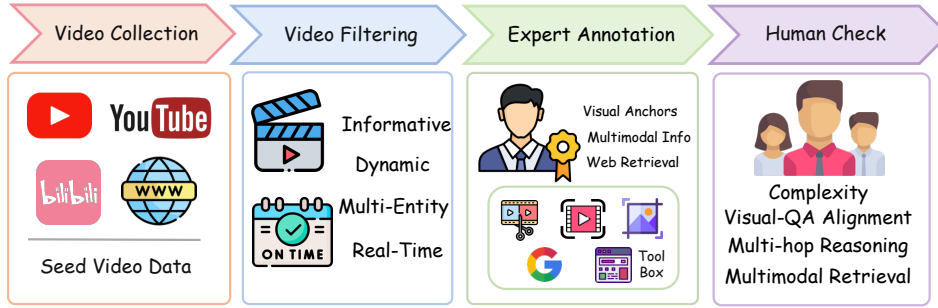 Video Collection
Video Filtering
Expert Annotation
Human Check
YouTube
bilibili
WWW
Seed Video Data
Informative
Dynamic
Multi-Entity
Real-Time
ON TIME
Visual Anchors
Multimodal Info
Web Retrieval
G
Tool
Box
Complexity
Visual-QA Alignment
Multi-hop Reasoning
Multimodal Retrieval